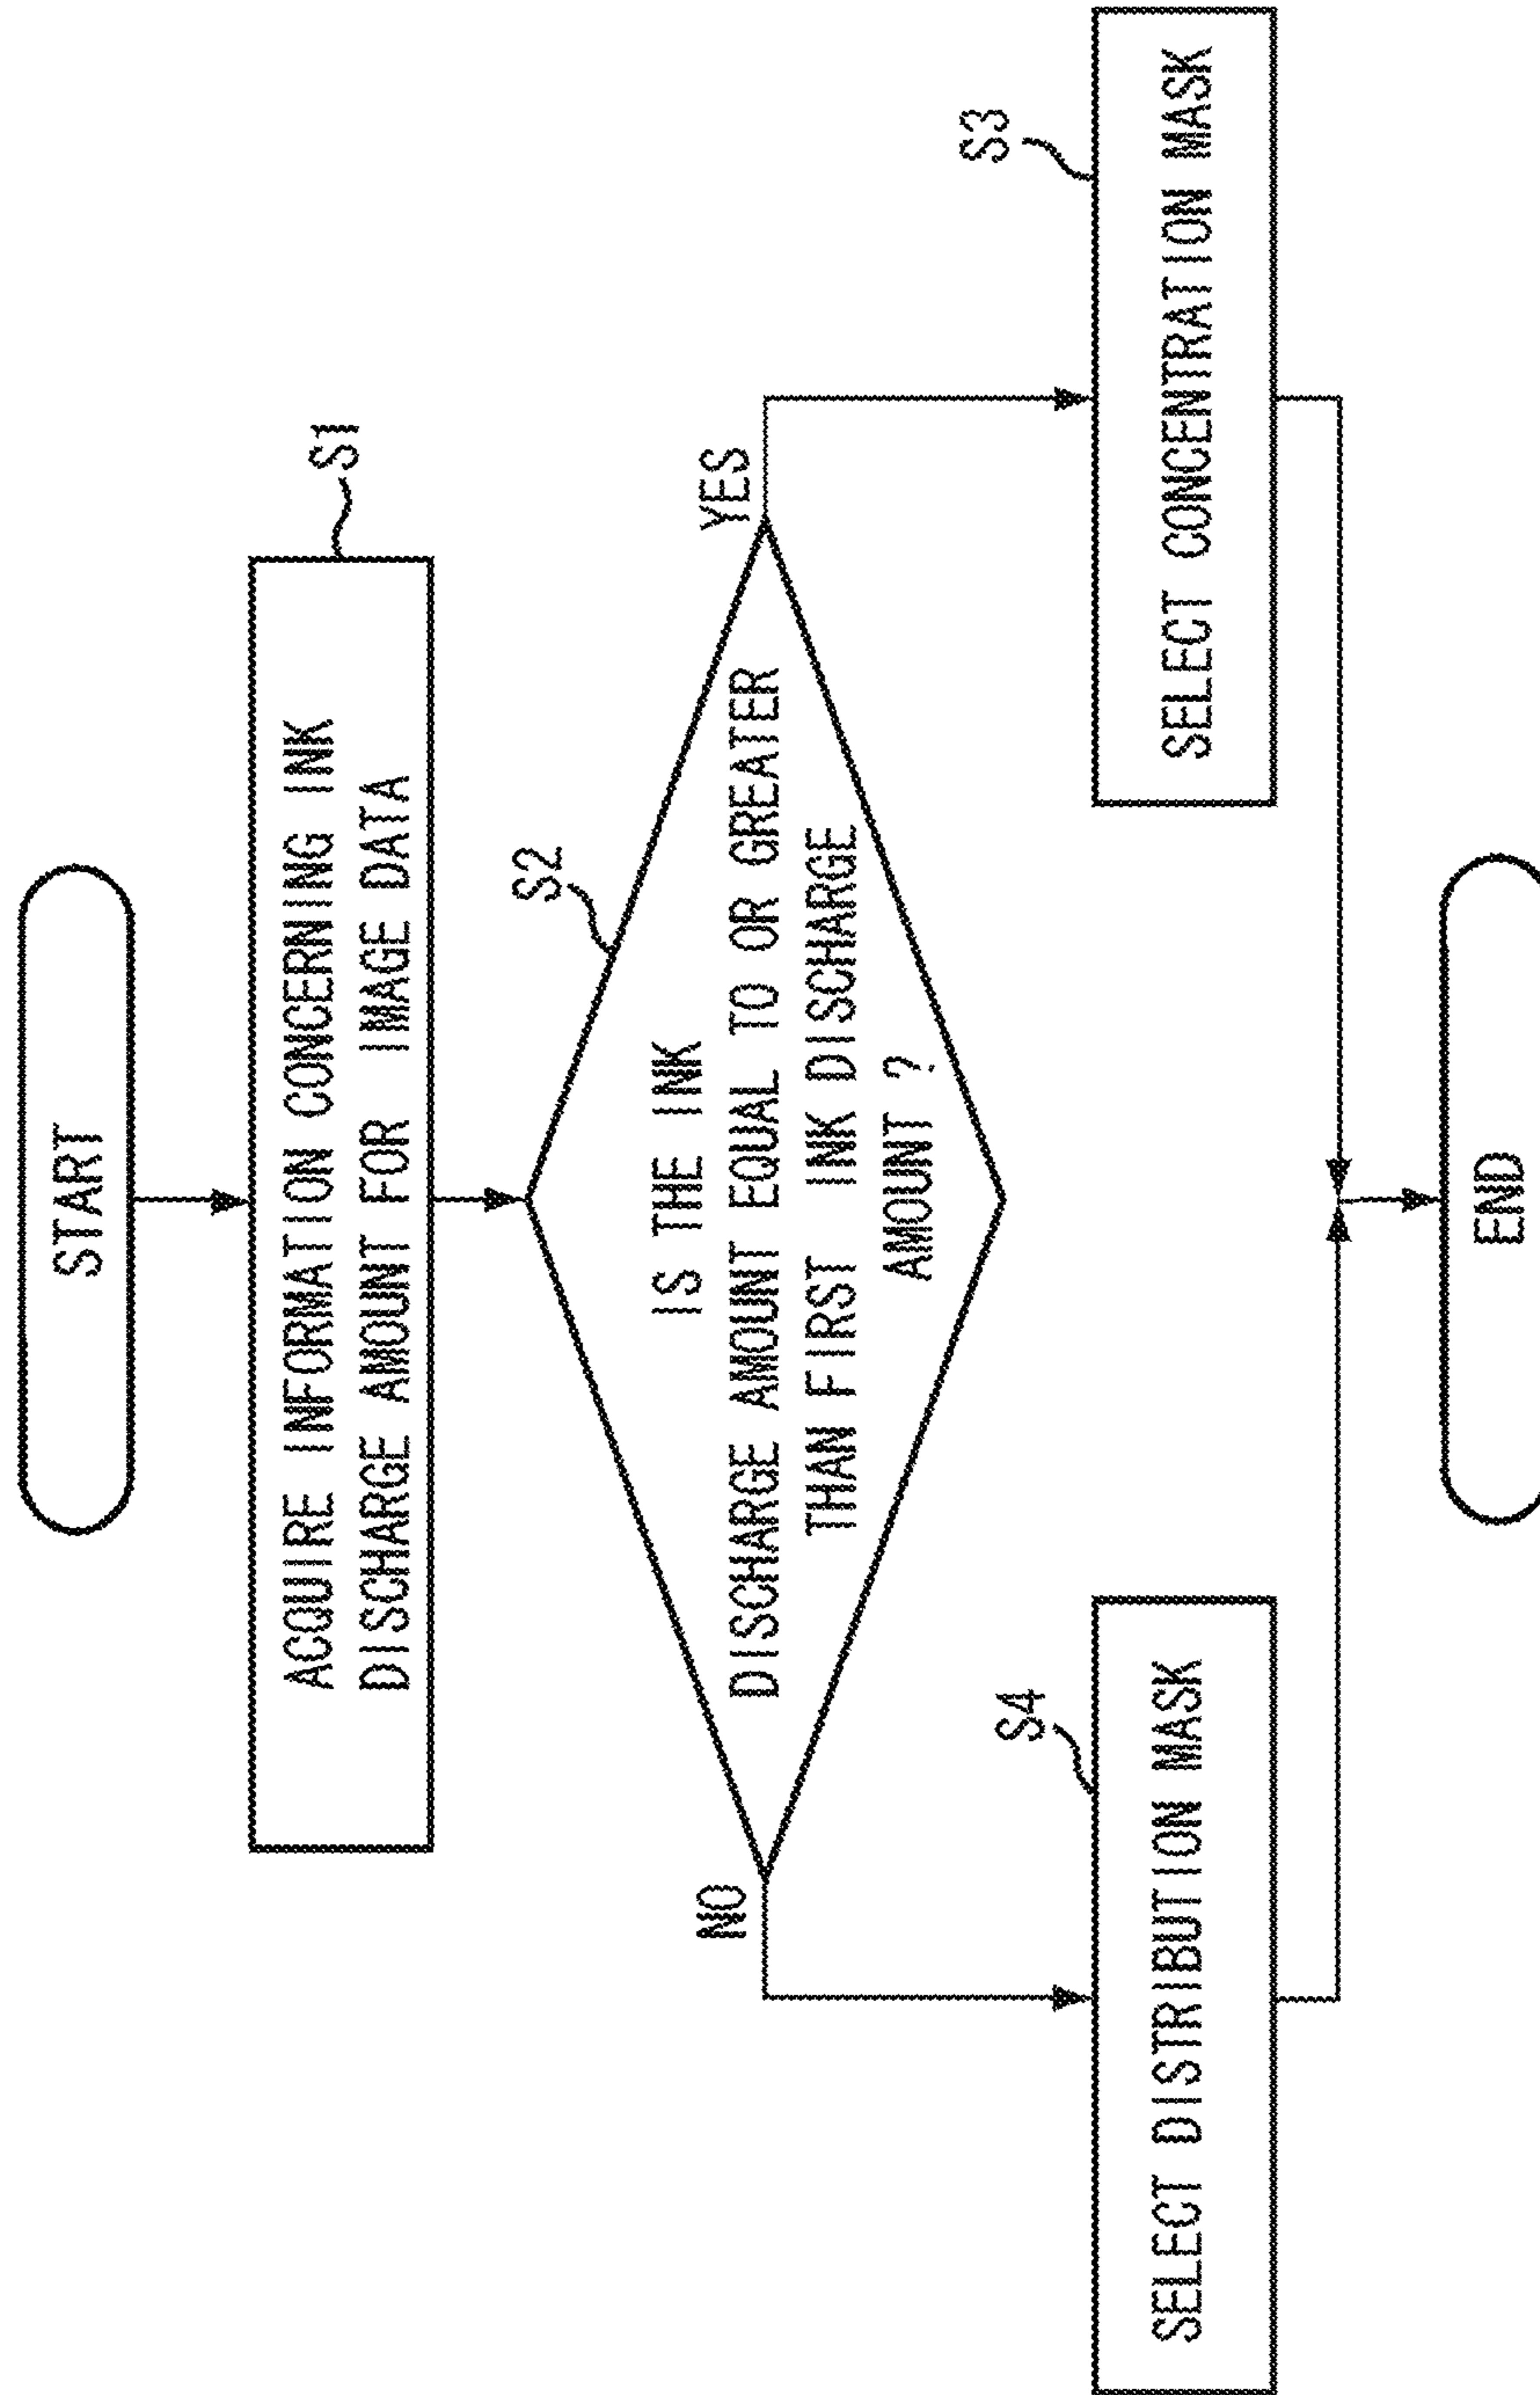 START
S1
ACQUIRE INFORMATION CONCERNING INK
DISCHARGE AMOUNT FOR IMAGE DATA
S2
IS THE INK
DISCHARGE AMOUNT EQUAL TO OR GREATER
THAN FIRST INK DISCHARGE
AMOUNT ?
NO
YES
S4
SELECT DISTRIBUTION MASK
S3
SELECT CONCENTRATION MASK
END